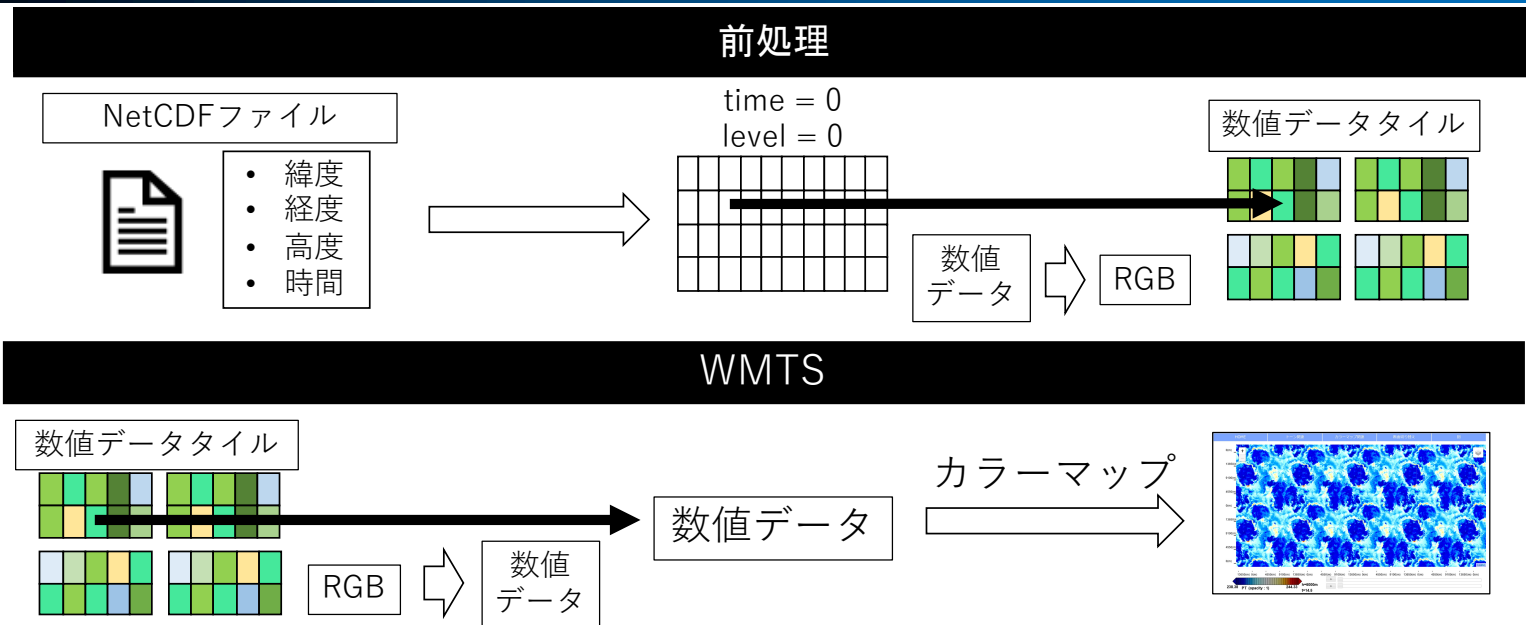 前処理
NetCDFファイル
• 緯度
• 経度
• 高度
• 時間
time = 0
level = 0
数値データタイル
数値
データ
RGB
WMTS
数値データタイル
RGB
数値
データ
数値データ
カラーマップ